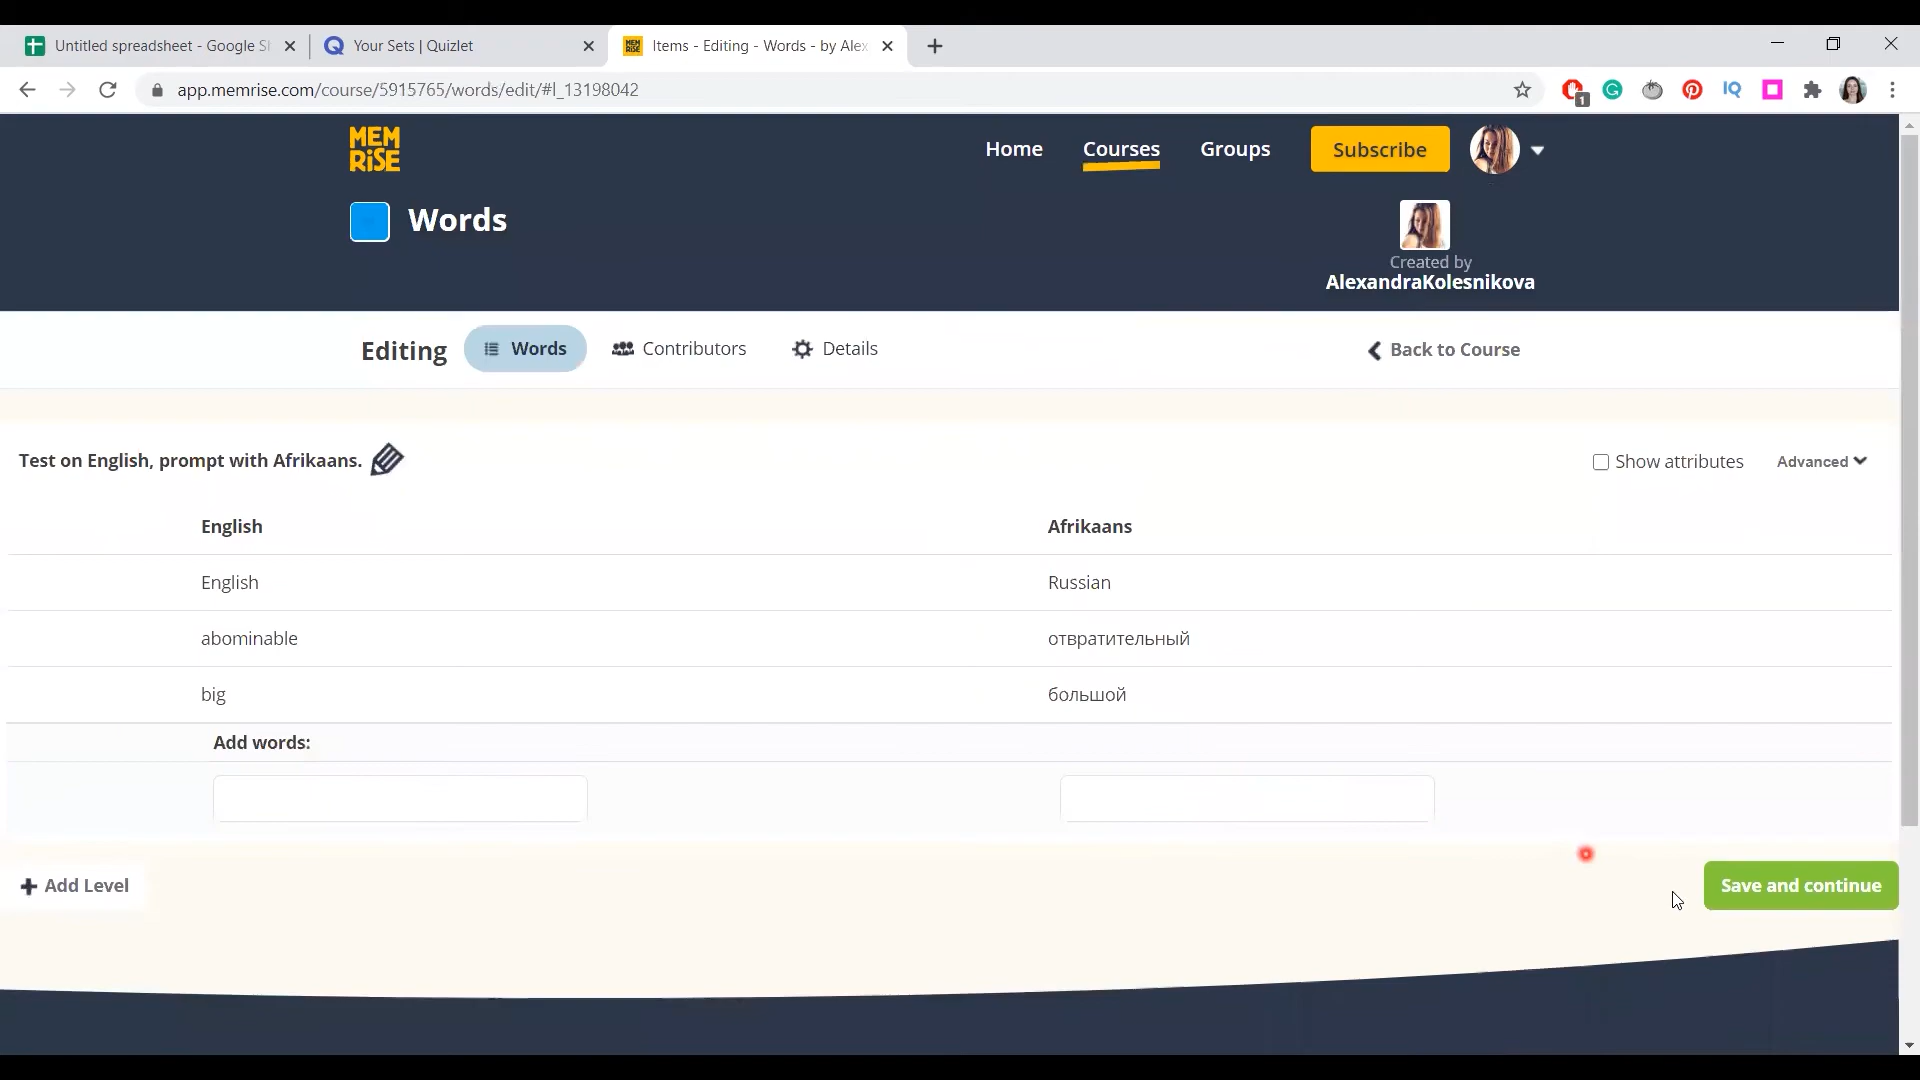 Untitled spreadsheet - Google Sh
Your Sets | Quizlet
Items - Editing - Words - by Alex
app.memrise.com/course/5915765/words/edit/#l_13198042
1
IQ
MEM
RiSE
Home
Courses
Groups
Subscribe
Words
Created by
AlexandraKolesnikova
Editing
Words
Contributors
Details
Back to Course
Test on English, prompt with Afrikaans.
Show attributes
Advanced
English
Afrikaans
English
Russian
abominable
отвратительный
big
большой
Add words:
Add Level
Save and continue